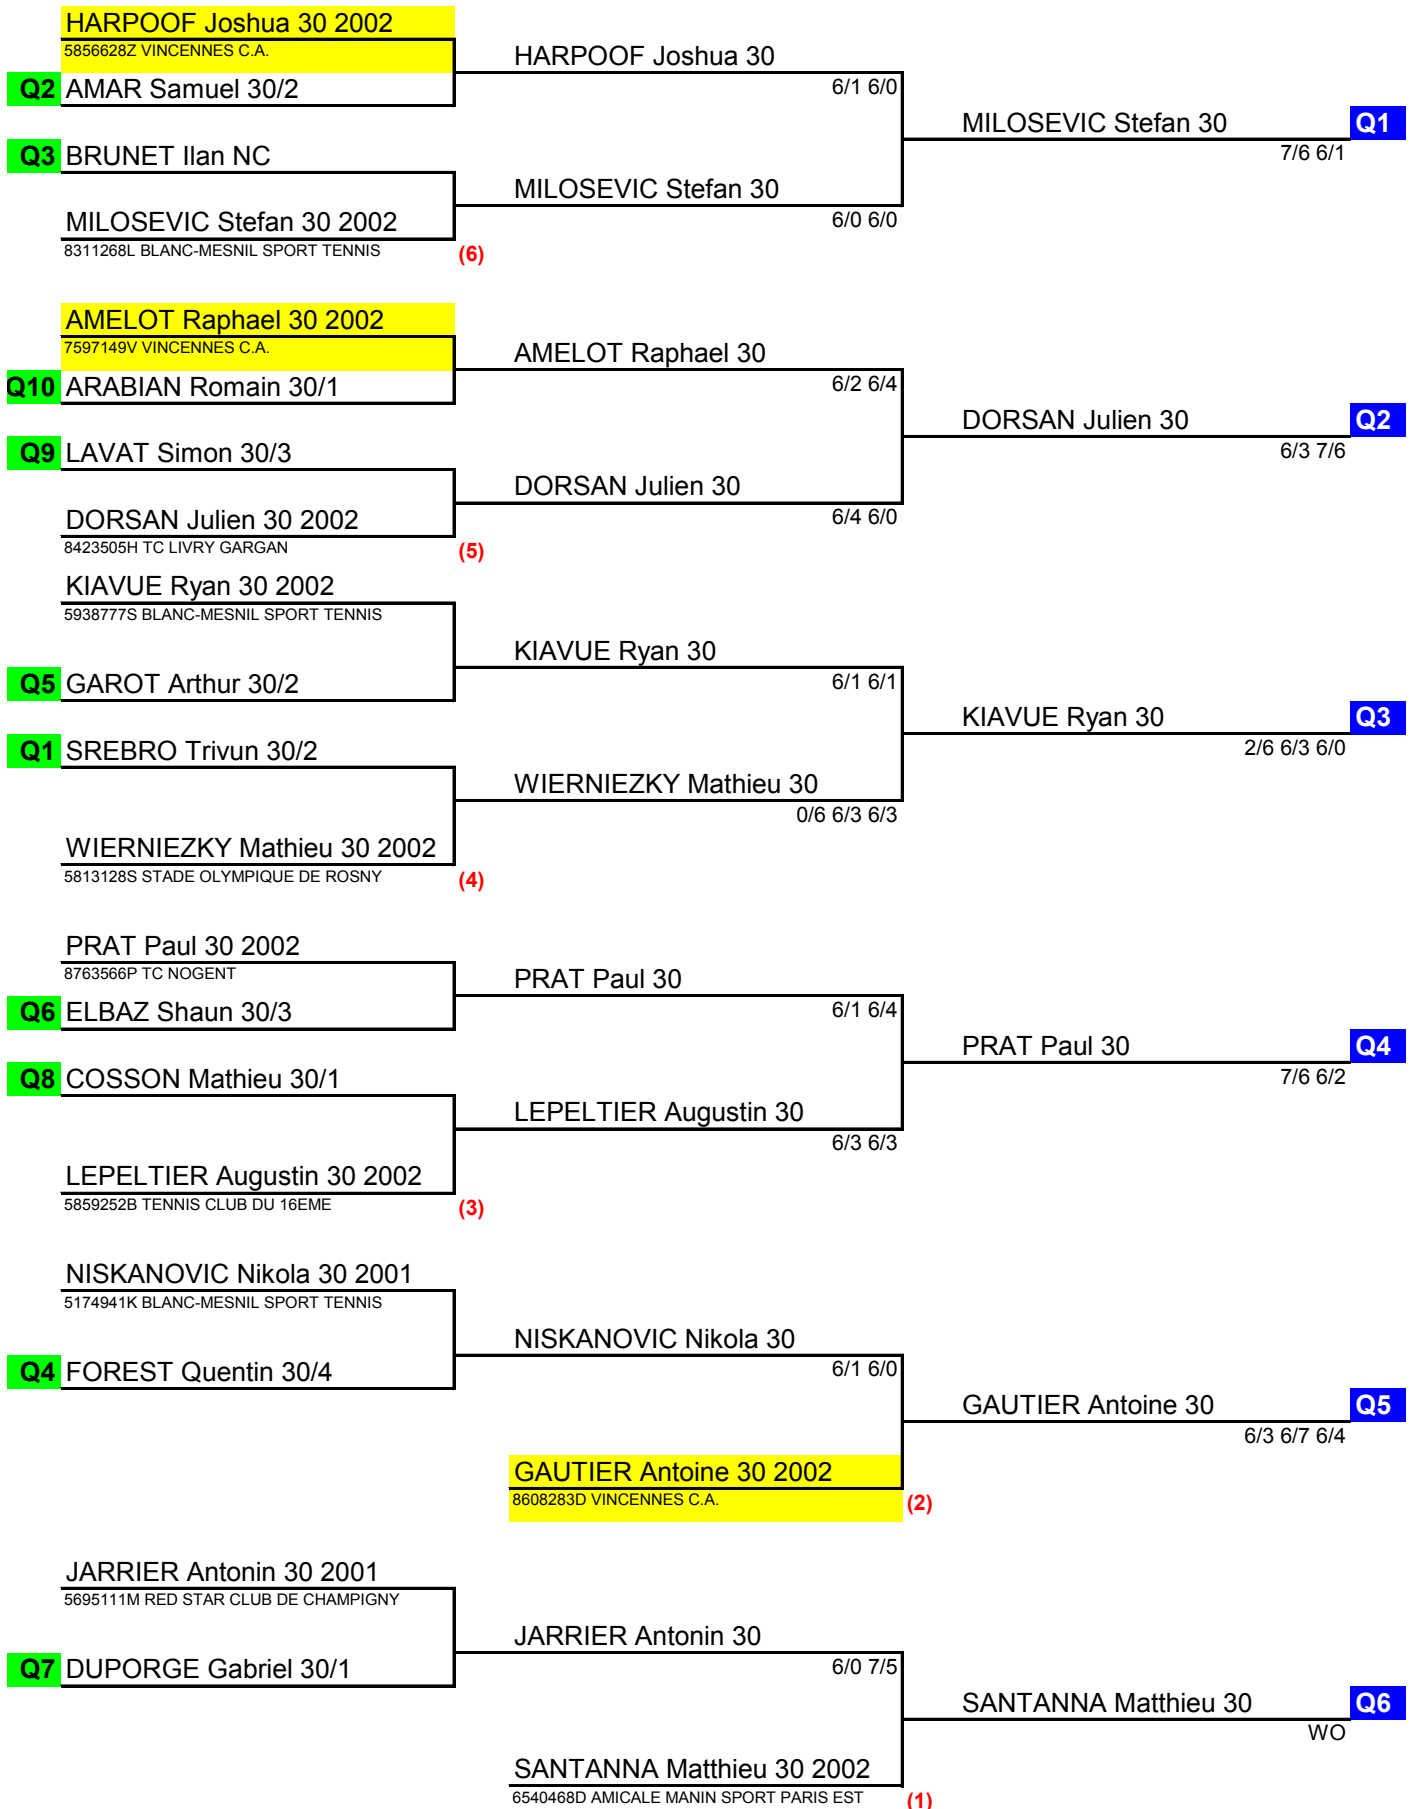 HARPOOF Joshua 30 2002
5856628Z VINCENNES C.A.
HARPOOF Joshua 30
Q2 AMAR Samuel 30/2
6/1 6/0
MILOSEVIC Stefan 30 Q1
7/6 6/1
Q3 BRUNET Ilan NC
MILOSEVIC Stefan 30
6/0 6/0
MILOSEVIC Stefan 30 2002
8311268L BLANC-MESNIL SPORT TENNIS
(6)
AMELOT Raphael 30 2002
7597149V VINCENNES C.A.
AMELOT Raphael 30
Q10 ARABIAN Romain 30/1
6/2 6/4
DORSAN Julien 30 Q2
6/3 7/6
Q9 LAVAT Simon 30/3
DORSAN Julien 30
6/4 6/0
DORSAN Julien 30 2002
8423505H TC LIVRY GARGAN
(5)
KIAVUE Ryan 30 2002
5938777S BLANC-MESNIL SPORT TENNIS
KIAVUE Ryan 30
6/1 6/1
Q5 GAROT Arthur 30/2
KIAVUE Ryan 30 Q3
2/6 6/3 6/0
Q1 SREBRO Trivun 30/2
WIERNIEZKY Mathieu 30
0/6 6/3 6/3
WIERNIEZKY Mathieu 30 2002
5813128S STADE OLYMPIQUE DE ROSNY
(4)
PRAT Paul 30 2002
8763566P TC NOGENT
PRAT Paul 30
6/1 6/4
Q6 ELBAZ Shaun 30/3
PRAT Paul 30 Q4
7/6 6/2
Q8 COSSON Mathieu 30/1
LEPELTIER Augustin 30
6/3 6/3
LEPELTIER Augustin 30 2002
5859252B TENNIS CLUB DU 16EME
(3)
NISKANOVIC Nikola 30 2001
5174941K BLANC-MESNIL SPORT TENNIS
NISKANOVIC Nikola 30
6/1 6/0
Q4 FOREST Quentin 30/4
GAUTIER Antoine 30 Q5
6/3 6/7 6/4
GAUTIER Antoine 30 2002
8608283D VINCENNES C.A.
(2)
JARRIER Antonin 30 2001
5695111M RED STAR CLUB DE CHAMPIGNY
JARRIER Antonin 30
6/0 7/5
Q7 DUPORGE Gabriel 30/1
SANTANNA Matthieu 30 Q6
WO
SANTANNA Matthieu 30 2002
6540468D AMICALE MANIN SPORT PARIS EST
(1)